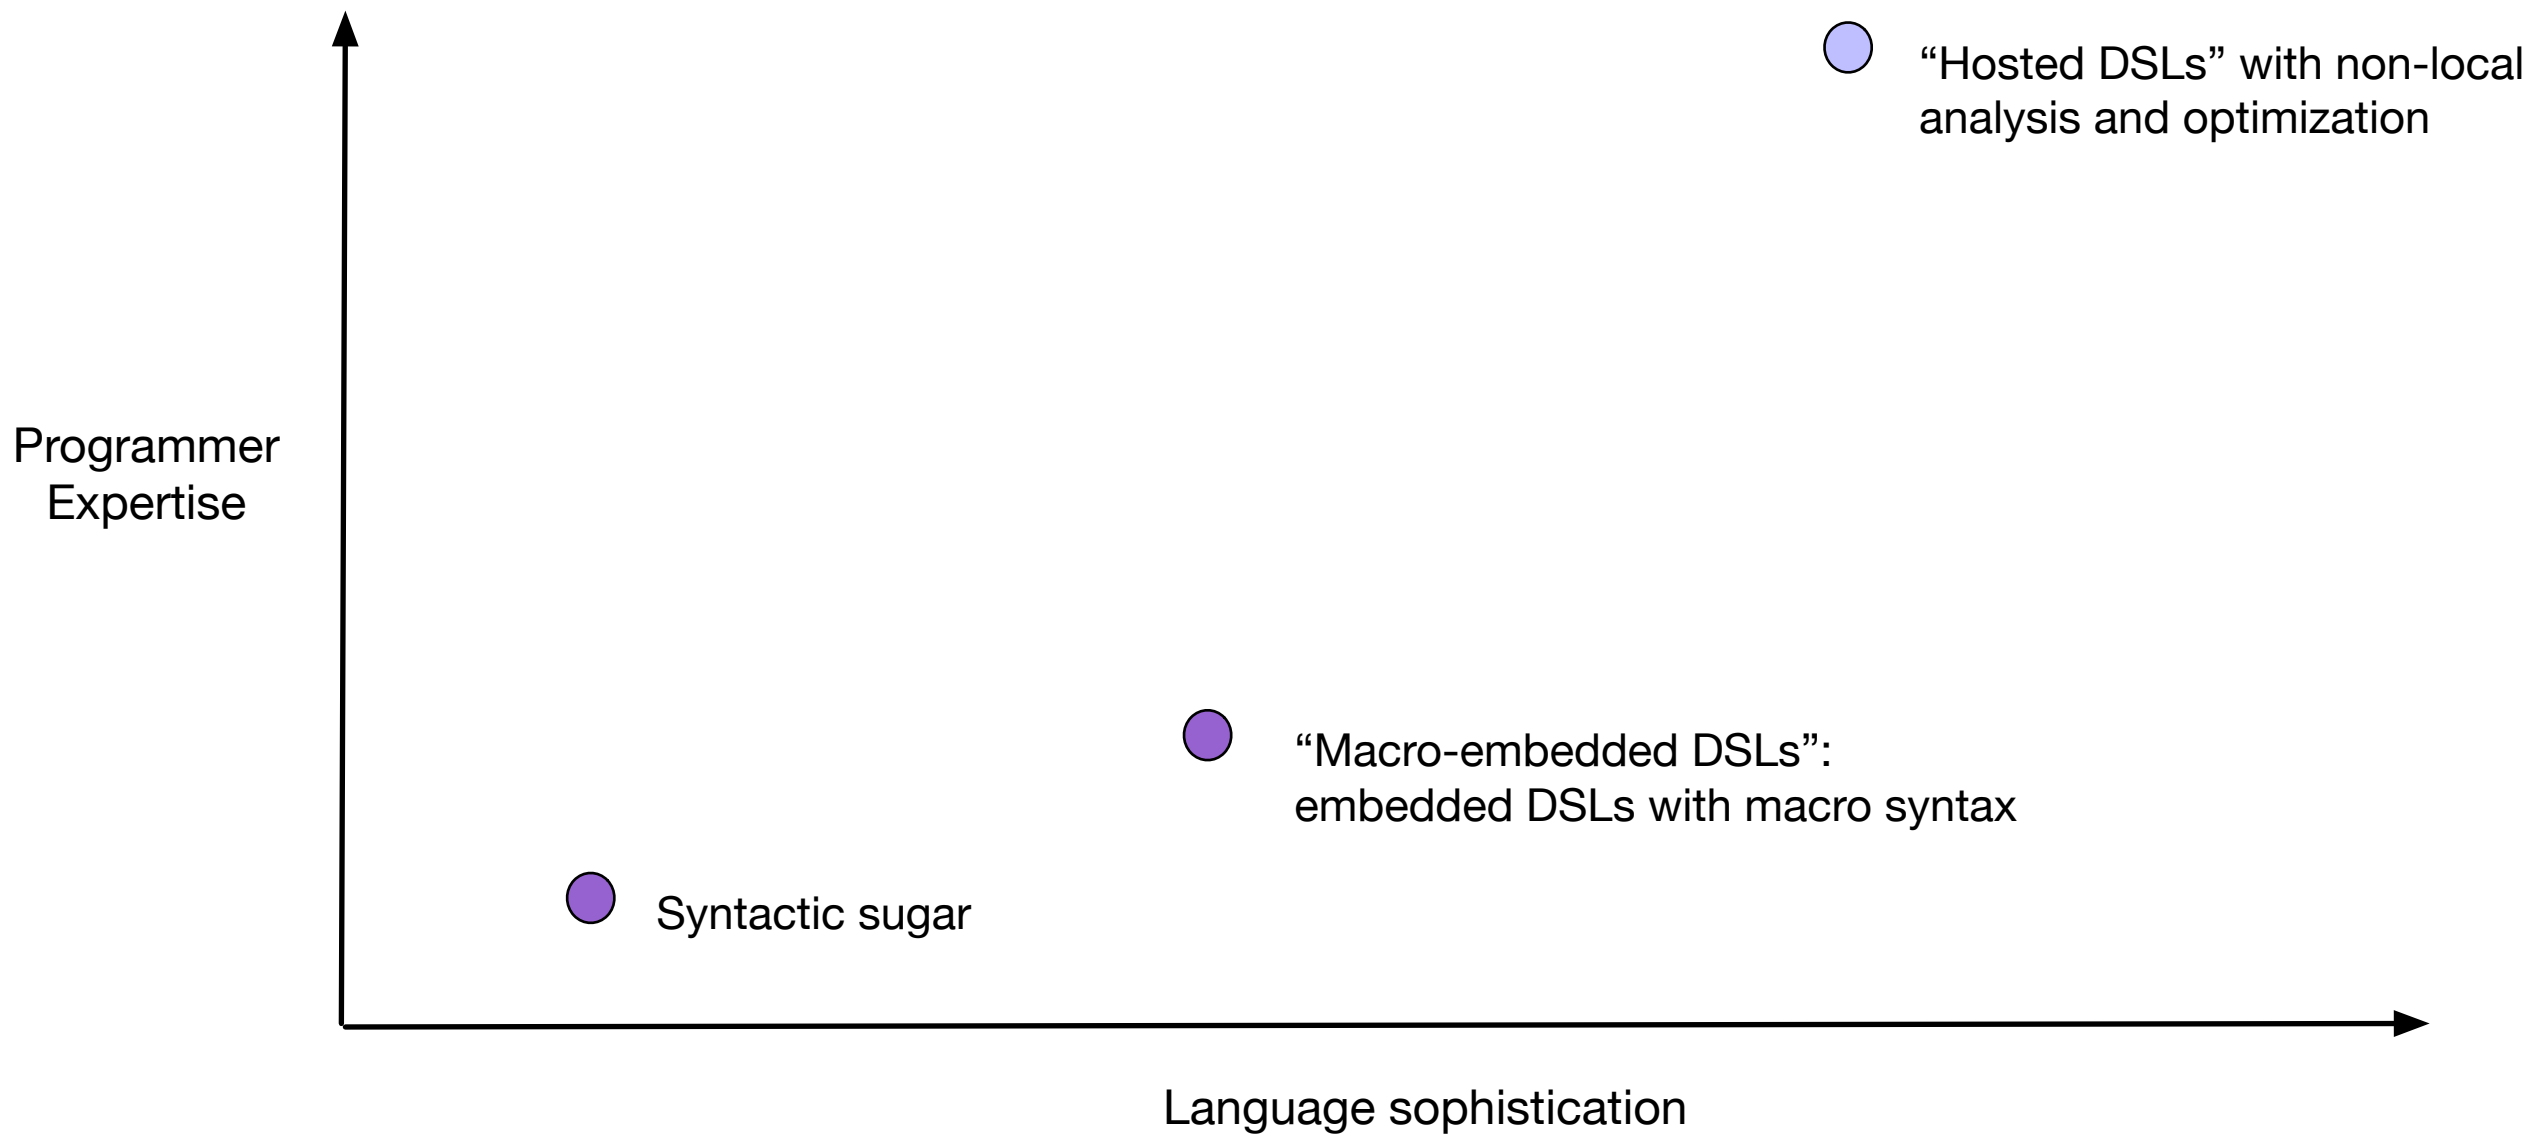 “Hosted DSLs” with non-local
analysis and optimization
Programmer
Expertise
“Macro-embedded DSLs”:
embedded DSLs with macro syntax
Syntactic sugar
Language sophistication